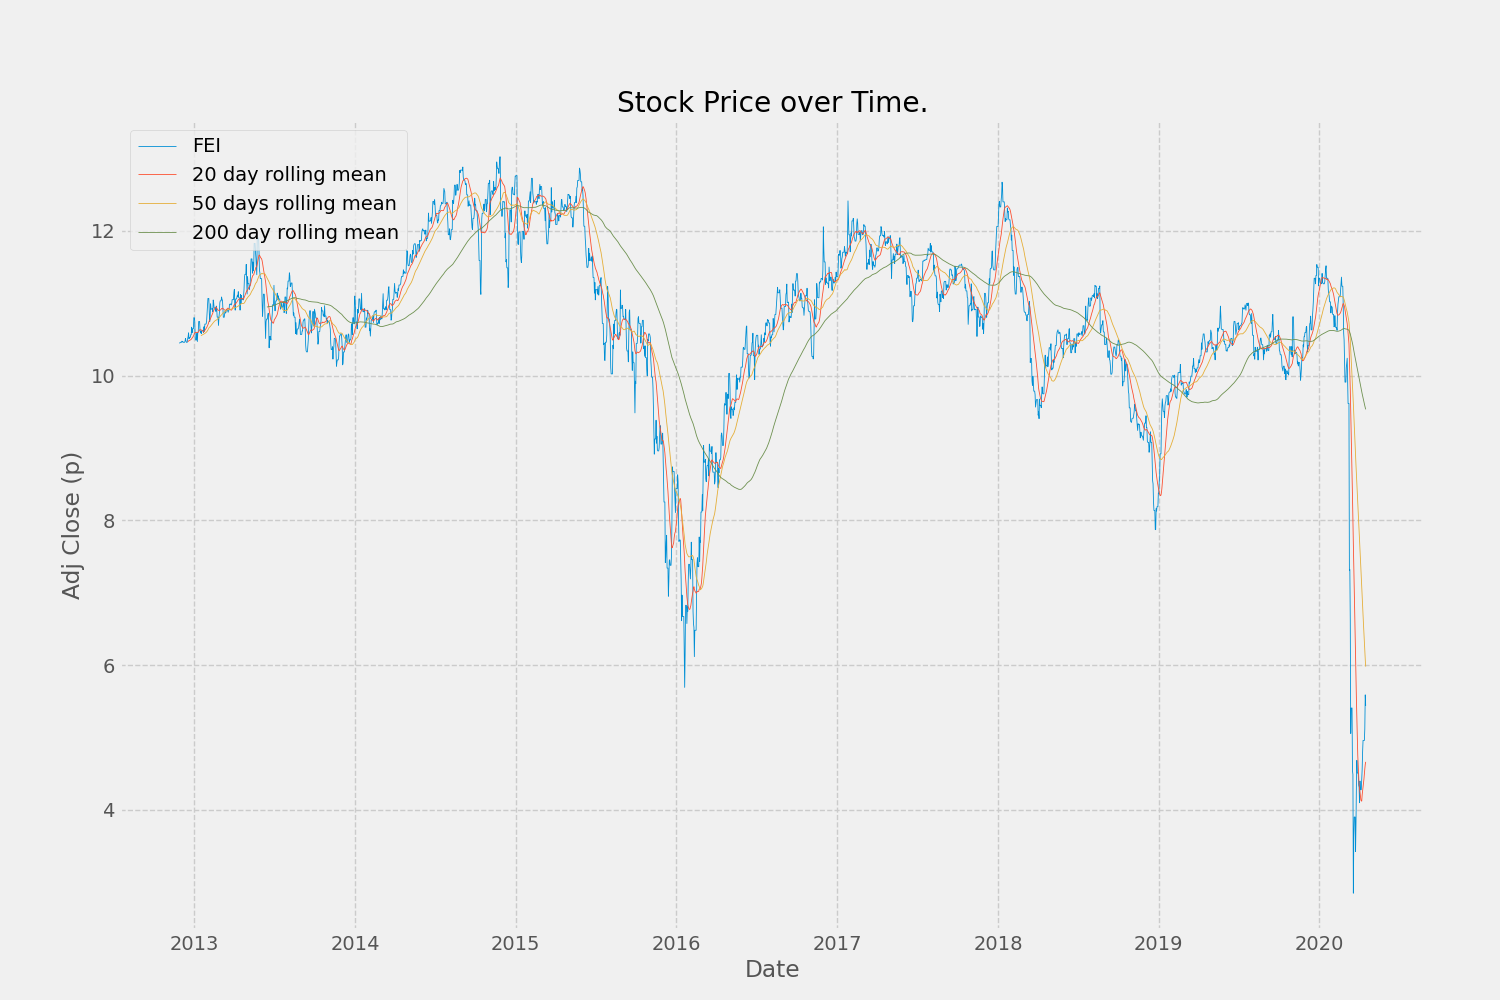 Stock Price over Time.
FEI
20 day rolling mean
50 days rolling mean
200 day rolling mean
12
10
8
6
4
Adj Close (p)
2013 2014 2015 2016 2017 2018 2019 2020
Date